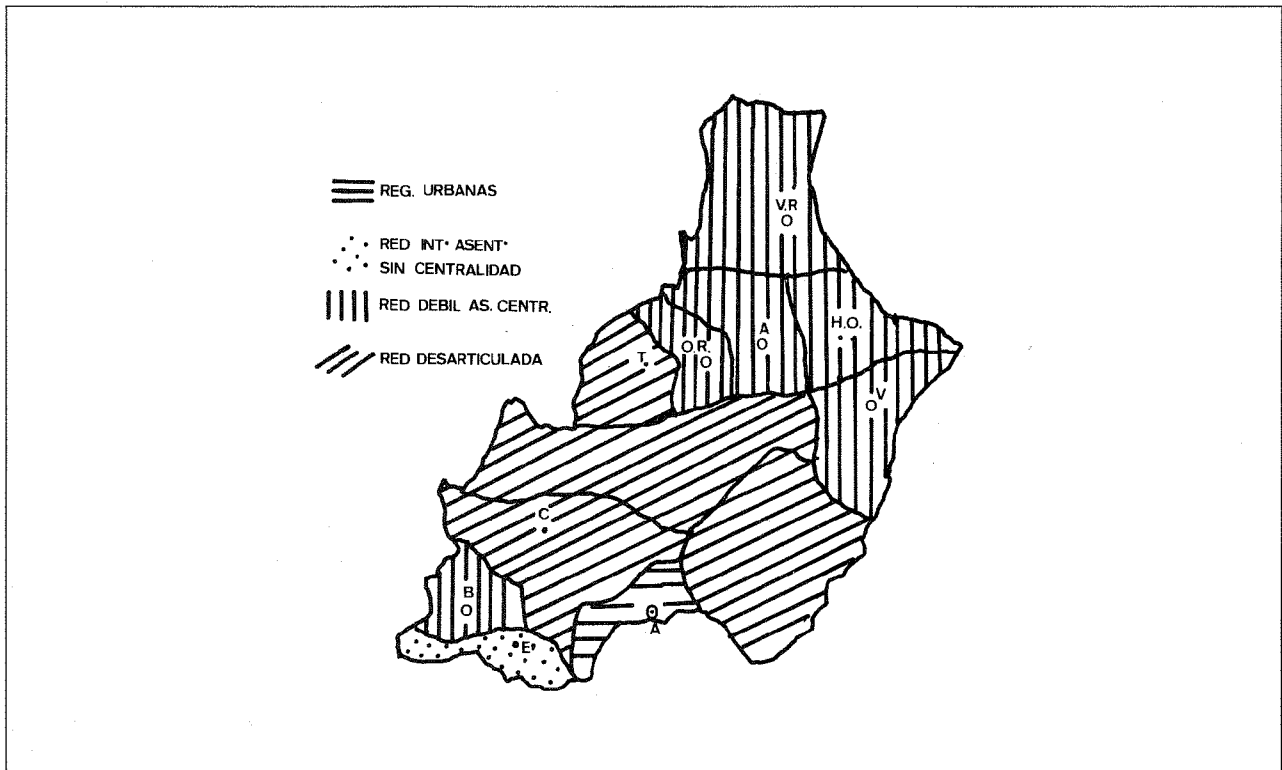 REG. URBANAS
RED INT· ASENT·
SIN CENTRALIDAD
RED DEBIL AS. CENTR.
RED DESARTICULADA
V.R
H.O.
A
O.R.
T.
V
C
B
E
A